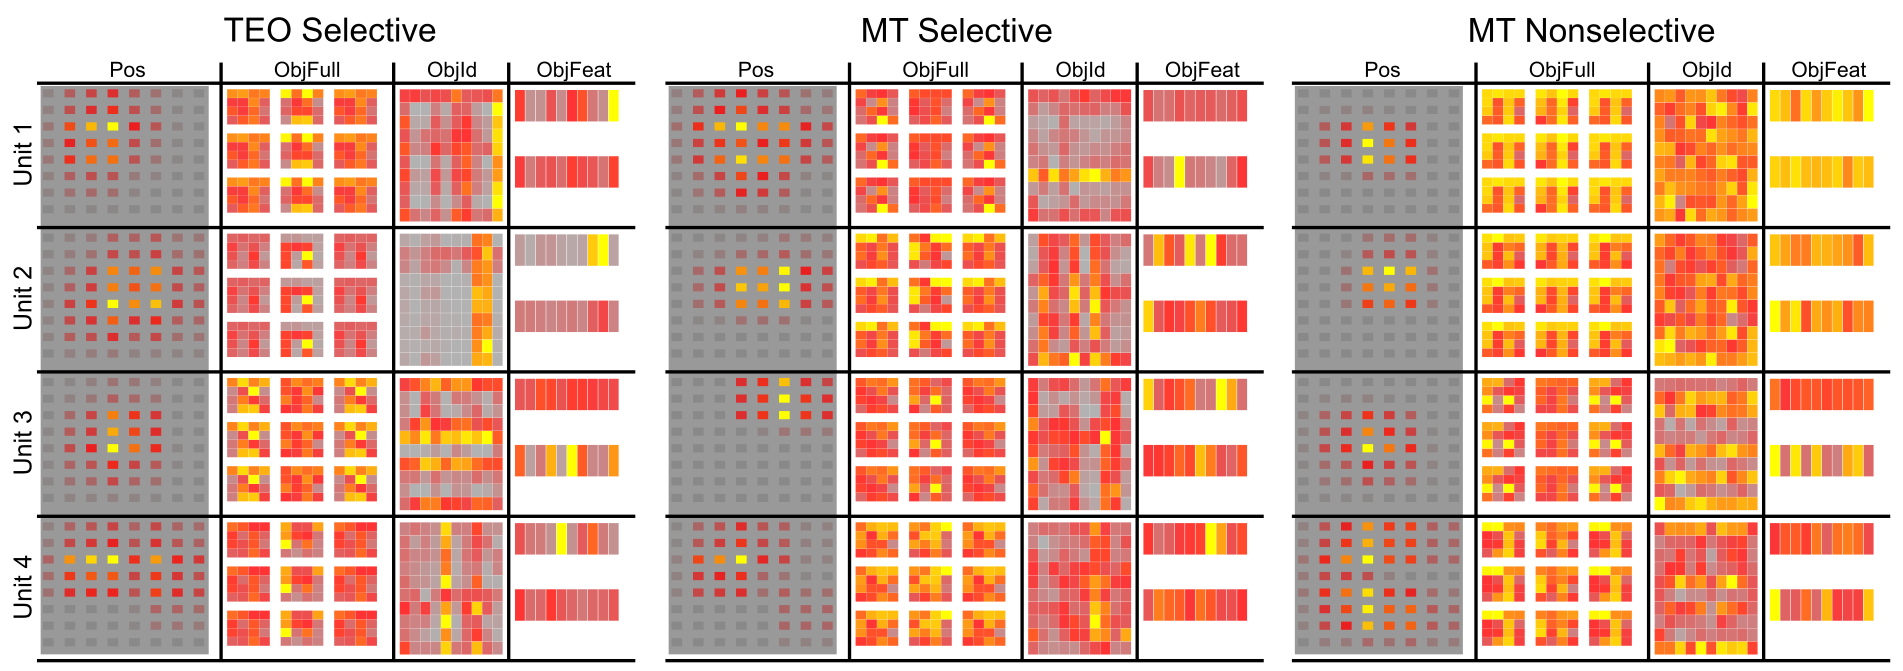 TEO Selective MT Selective MT Nonselective
Pos ObjFull ObjId ObjFeat Pos ObjFull ObjId ObjFeat Pos ObjFull ObjId ObjFeat
Unit 1
Unit 2
Unit 3
Unit 4